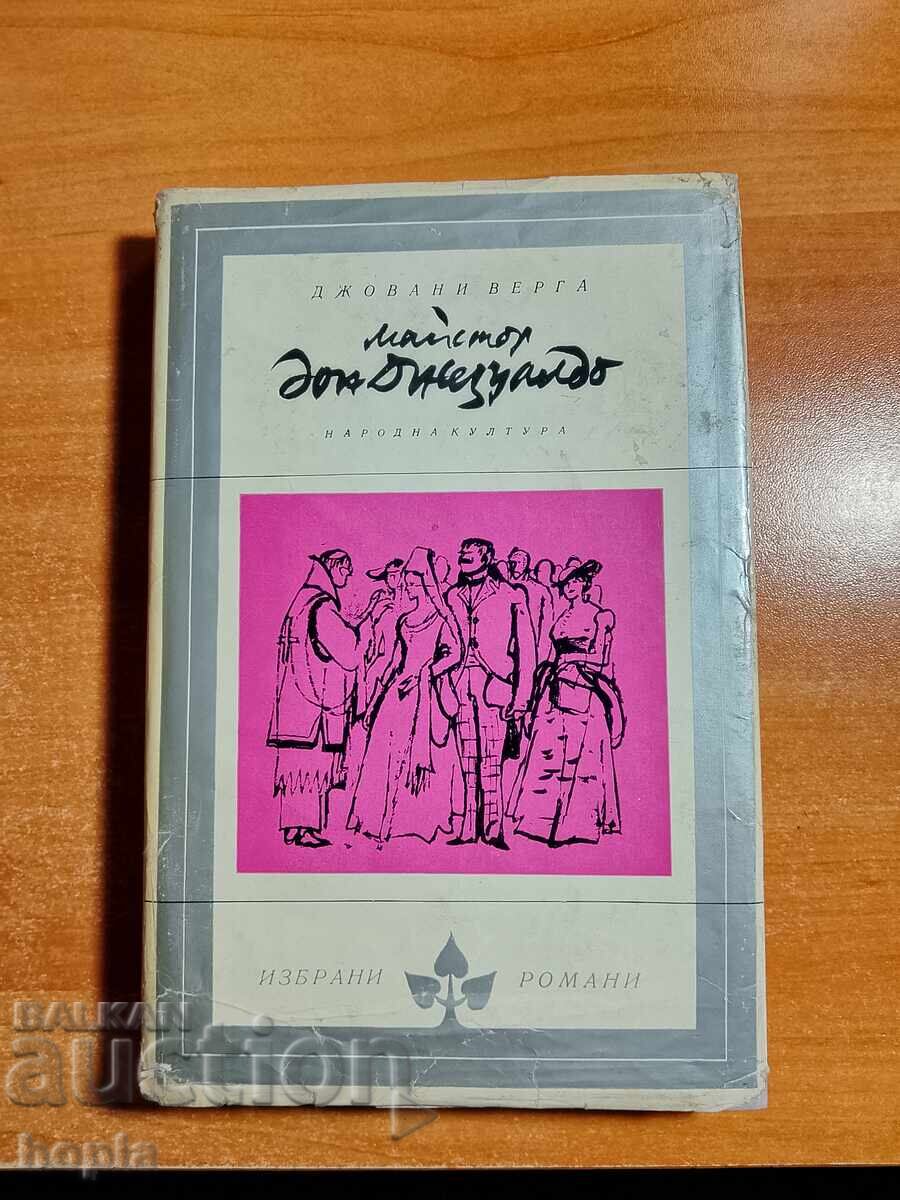 ДЖОВАНИ ВЕРГА
Майстор
дон Джезуалдо
НАРОДНА КУЛТУРА
ИЗБРАНИ РОМАНИ
BALKAN
auction
hopla